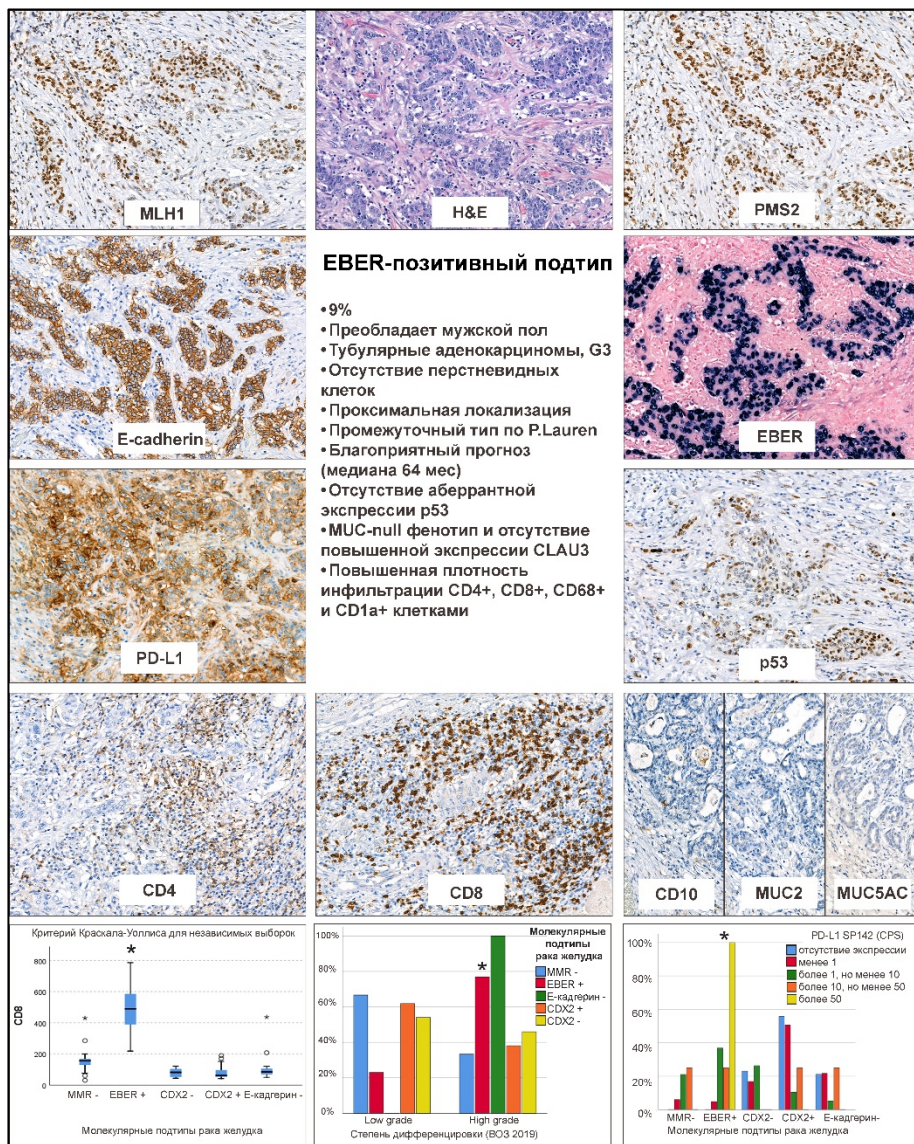 MLH1
H&E
PMS2
E-cadherin
EBER-позитивный подтип
•9%
•Преобладает мужской пол
•Тубулярные аденокарциномы, G3
•Отсутствие перстневидных
клеток
•Проксимальная локализация
•Промежуточный тип по P.Lauren
•Благоприятный прогноз
(медиана 64 мес)
•Отсутствие аберрантной
экспрессии p53
•MUC-null фенотип и отсутствие
повышенной экспрессии CLAU3
•Повышенная плотность
инфильтрации CD4+, CD8+, CD68+
и CD1a+ клетками
EBER
PD-L1
p53
CD4
CD8
CD10
MUC2
MUC5AC
Критерий Краскала-Уоллиса для независимых выборок
*
CD8
800
600
400
200
0
MMR -
EBER +
CDX2 -
CDX2 +
Е-кадгерин -
Молекулярные подтипы рака желудка
100%
80%
60%
40%
20%
0%
*
Молекулярные
подтипы
рака желудка
MMR -
EBER +
Е-кадгерин -
CDX2 +
CDX2 -
Low grade
High grade
Степень дифференцировки (ВОЗ 2019)
PD-L1 SP142 (CPS)
отсутствие экспрессии
менее 1
более 1, но менее 10
более 10, но менее 50
более 50
*
100%
80%
60%
40%
20%
0%
MMR-
EBER+
CDX2-
CDX2+
Е-кадгерин-
Молекулярные подтипы рака желудка